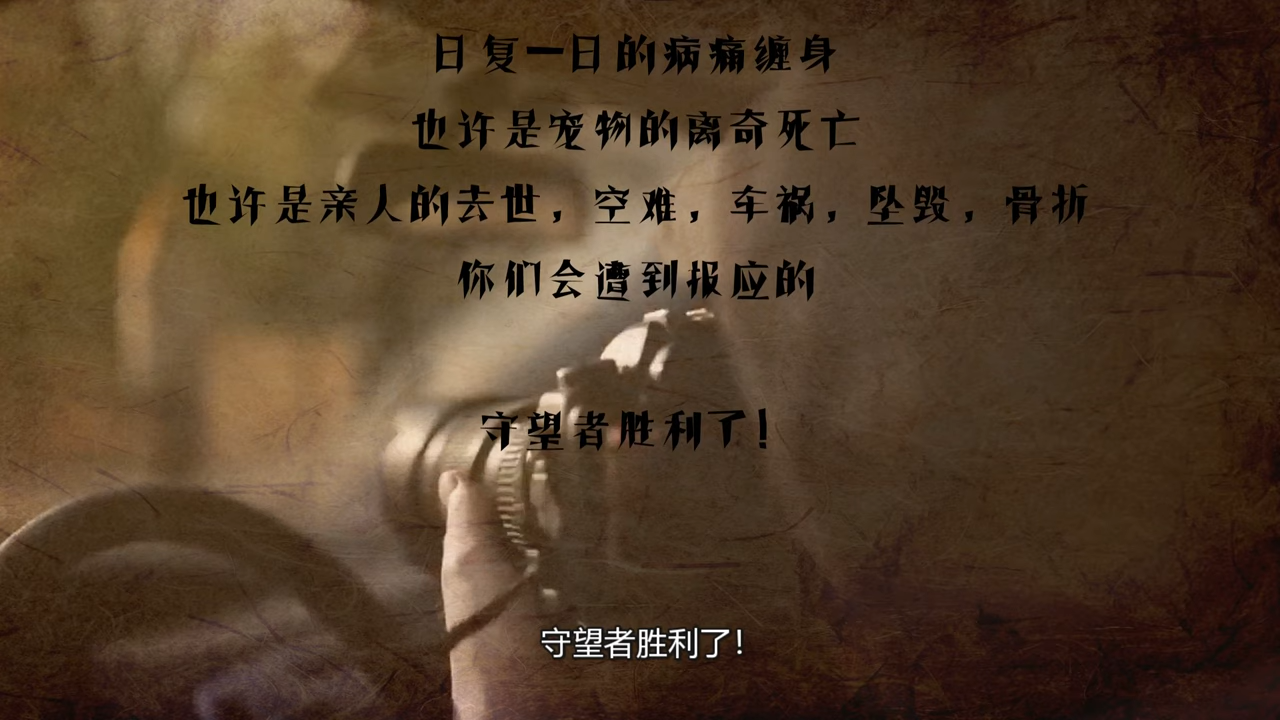 日复一日的病痛缠身
也许是宠物的离奇死亡
也许是亲人的去世，空难，车祸，坠毁，骨折
你们会遭到报应的
守望者胜利了！
守望者胜利了！